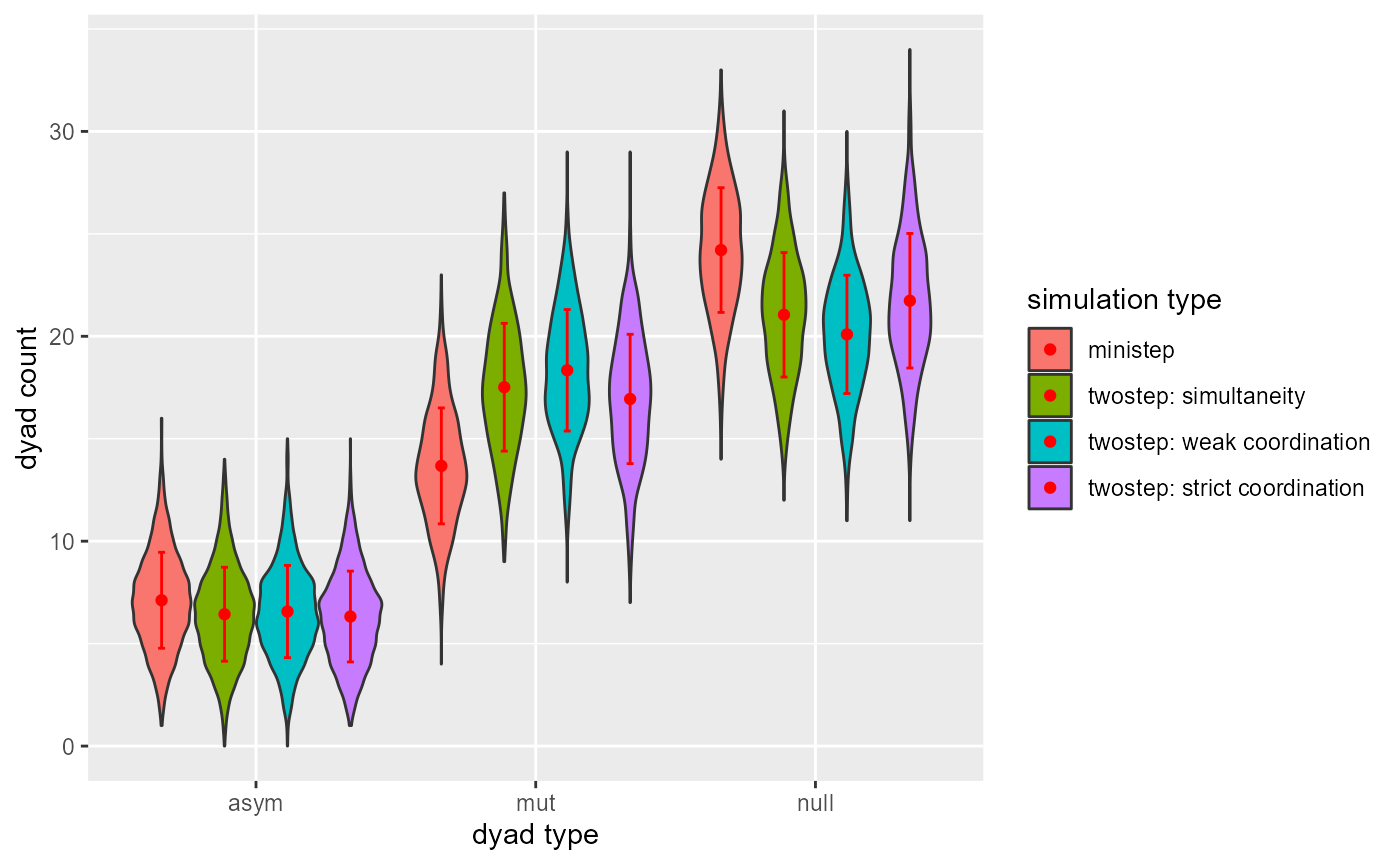 dyad count
30
20
10
0
asym mut null
dyad type
simulation type
ministep
twostep: simultaneity
twostep: weak coordination
twostep: strict coordination